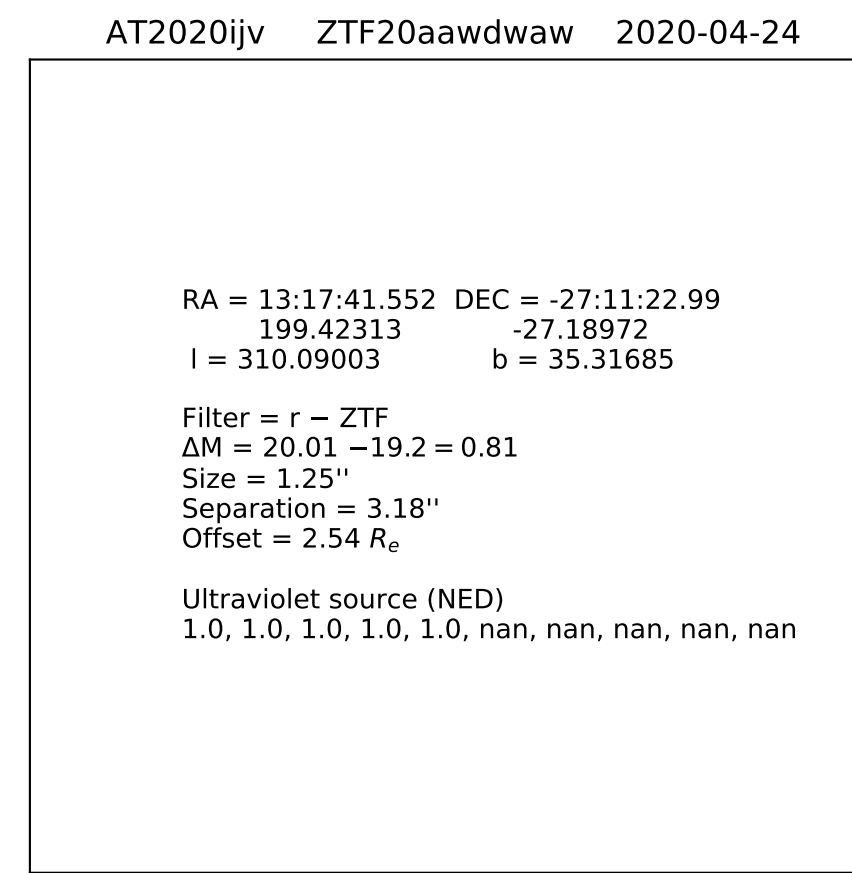 AT2020ijv ZTF20aawdwaw 2020-04-24
RA = 13:17:41.552 DEC = -27:11:22.99
199.42313 -27.18972
l = 310.09003 b = 35.31685
Filter = r − ZTF
ΔM = 20.01 −19.2 = 0.81
Size = 1.25''
Separation = 3.18''
Offset = 2.54 Rₑ
Ultraviolet source (NED)
1.0, 1.0, 1.0, 1.0, 1.0, nan, nan, nan, nan, nan